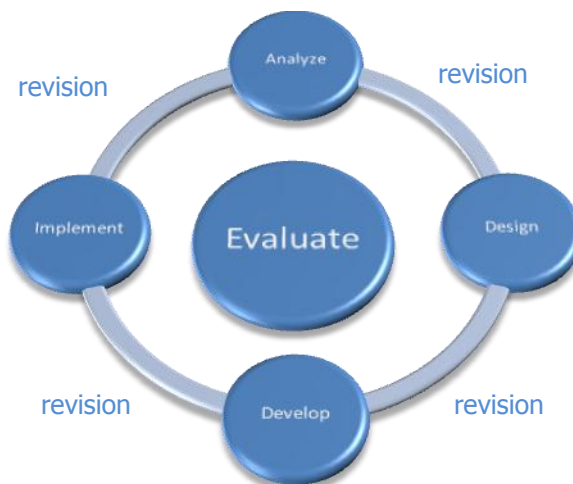 Analyze
revision
revision
Implement
Evaluate
Design
revision
Develop
revision